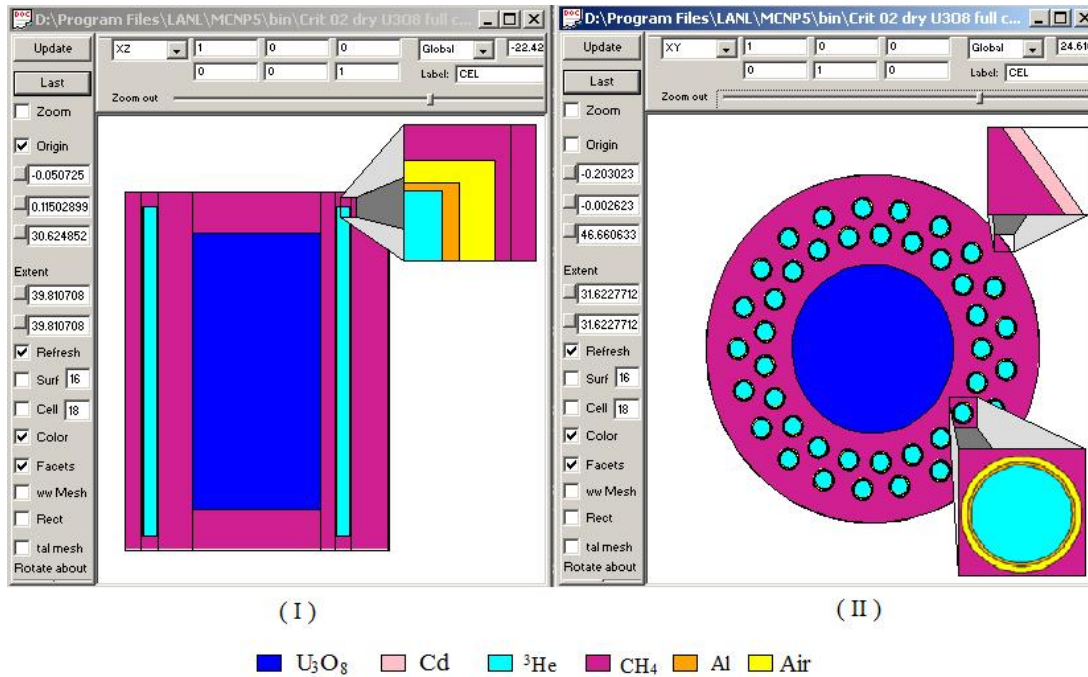 D:\Program Files\LANL\MCNP5\bin\Crit 02 dry U3O8 full c...
Update
XZ 1 0 0 Global -22.42
Last
0 0 1 Label: CEL
Zoom out
Zoom
Origin
-0.050725
0.11502899
30.624852
Extent
39.810708
39.810708
Refresh
Surf 16
Cell 18
Color
Facets
ww Mesh
Rect
tal mesh
Rotate about
( I )
D:\Program Files\LANL\MCNP5\bin\Crit 02 dry U3O8 full c...
Update
XY 1 0 0 Global
Last
0 1 0 Label: CEL
Zoom out
Zoom
Origin
-0.203023
-0.002623
46.660633
Extent
31.6227712
31.6227712
Refresh
Surf 16
Cell 18
Color
Facets
ww Mesh
Rect
tal mesh
Rotate about
( II )
U₃O₈ Cd ³He CH₄ Al Air